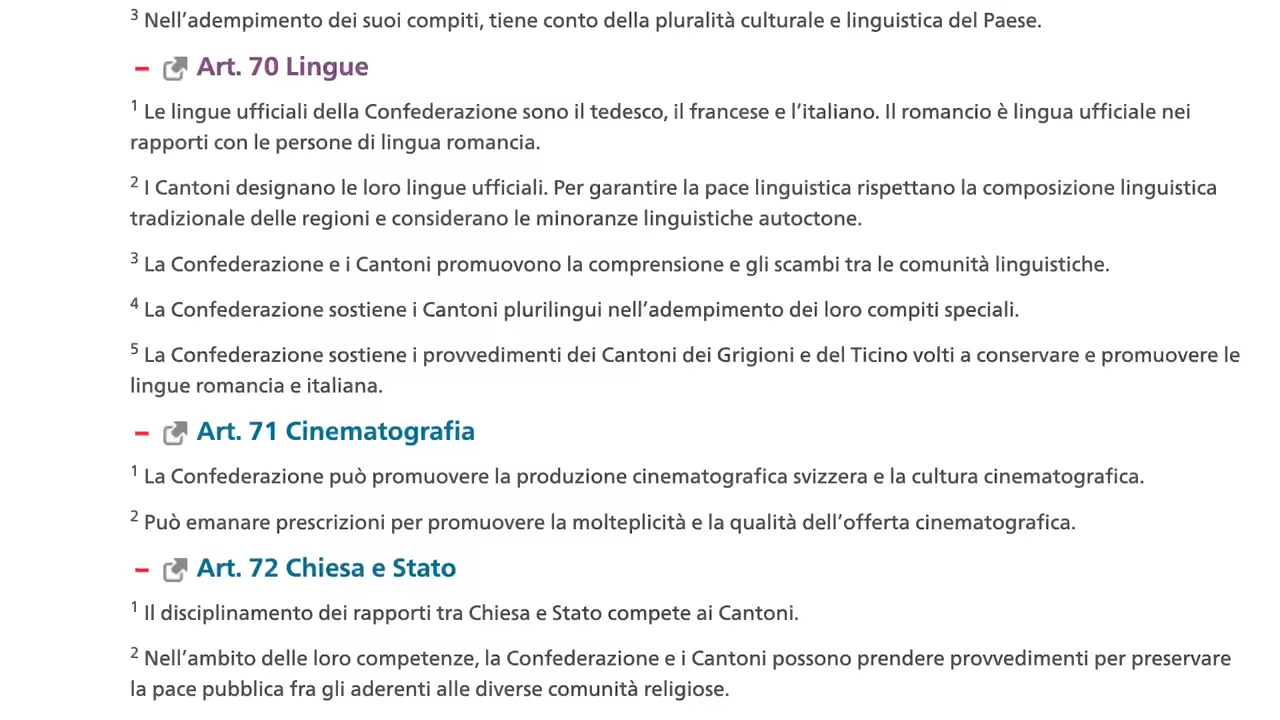 ³ Nell’adempimento dei suoi compiti, tiene conto della pluralità culturale e linguistica del Paese.
Art. 70 Lingue
¹ Le lingue ufficiali della Confederazione sono il tedesco, il francese e l’italiano. Il romancio è lingua ufficiale nei
rapporti con le persone di lingua romancia.
² I Cantoni designano le loro lingue ufficiali. Per garantire la pace linguistica rispettano la composizione linguistica
tradizionale delle regioni e considerano le minoranze linguistiche autoctone.
³ La Confederazione e i Cantoni promuovono la comprensione e gli scambi tra le comunità linguistiche.
⁴ La Confederazione sostiene i Cantoni plurilingui nell’adempimento dei loro compiti speciali.
⁵ La Confederazione sostiene i provvedimenti dei Cantoni dei Grigioni e del Ticino volti a conservare e promuovere le
lingue romancia e italiana.
Art. 71 Cinematografia
¹ La Confederazione può promuovere la produzione cinematografica svizzera e la cultura cinematografica.
² Può emanare prescrizioni per promuovere la molteplicità e la qualità dell’offerta cinematografica.
Art. 72 Chiesa e Stato
¹ Il disciplinamento dei rapporti tra Chiesa e Stato compete ai Cantoni.
² Nell’ambito delle loro competenze, la Confederazione e i Cantoni possono prendere provvedimenti per preservare
la pace pubblica fra gli aderenti alle diverse comunità religiose.